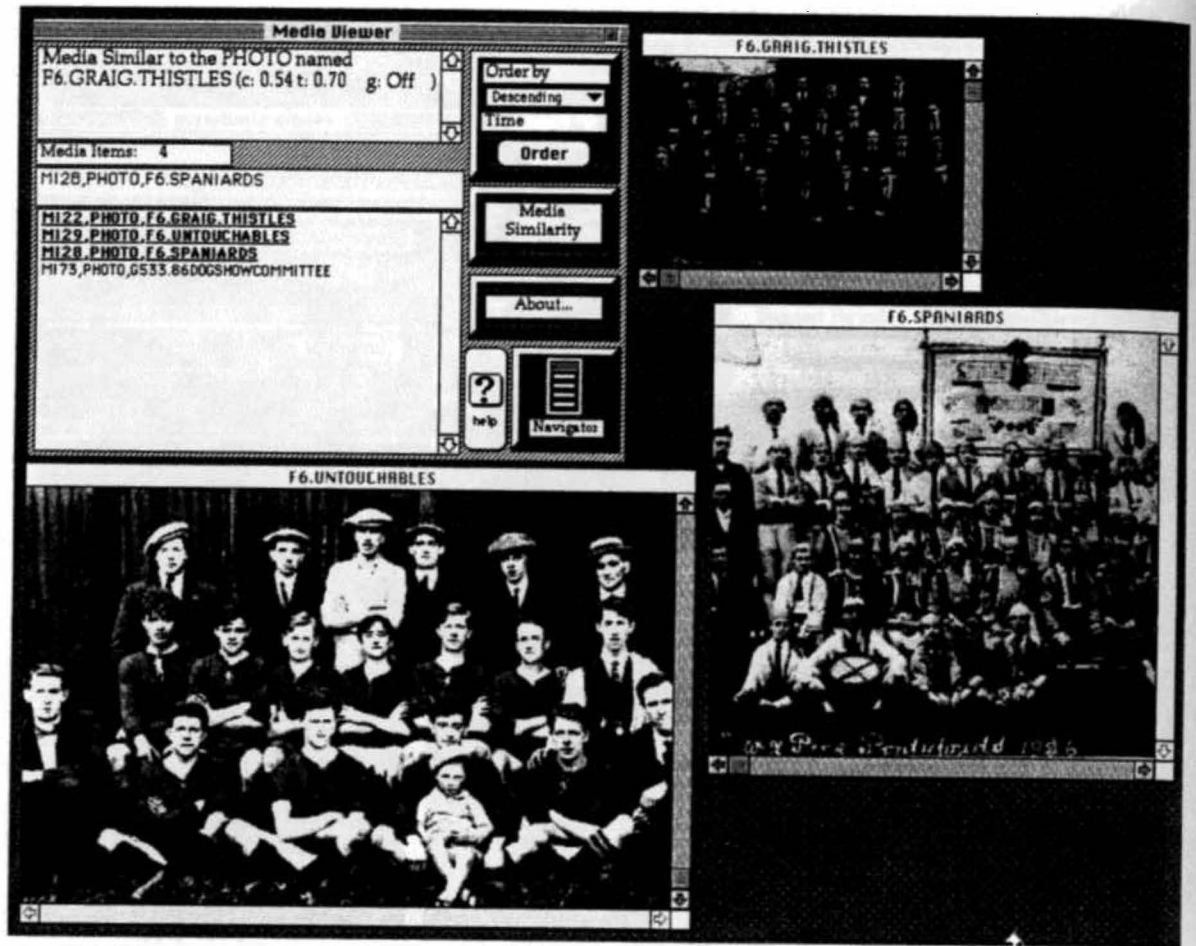 Media Viewer
Media Similar to the PHOTO named
F6.GRAIG.THISTLES (c: 0.54 t: 0.70 g: Off )
Media Items: 4
MI28,PHOTO,F6.SPANIARDS
MI22,PHOTO,F6.GRAIG.THISTLES
MI29,PHOTO,F6.UNTOUCHABLES
MI28,PHOTO,F6.SPANIARDS
MI73,PHOTO,GS33.86DOGSHOWCOMMITTEE
Order by
Descending
Time
Order
Media
Similarity
About...
?
help
Navigator
F6.GRAIG.THISTLES
F6.SPANIARDS
1926
F6.UNTOUCHABLES